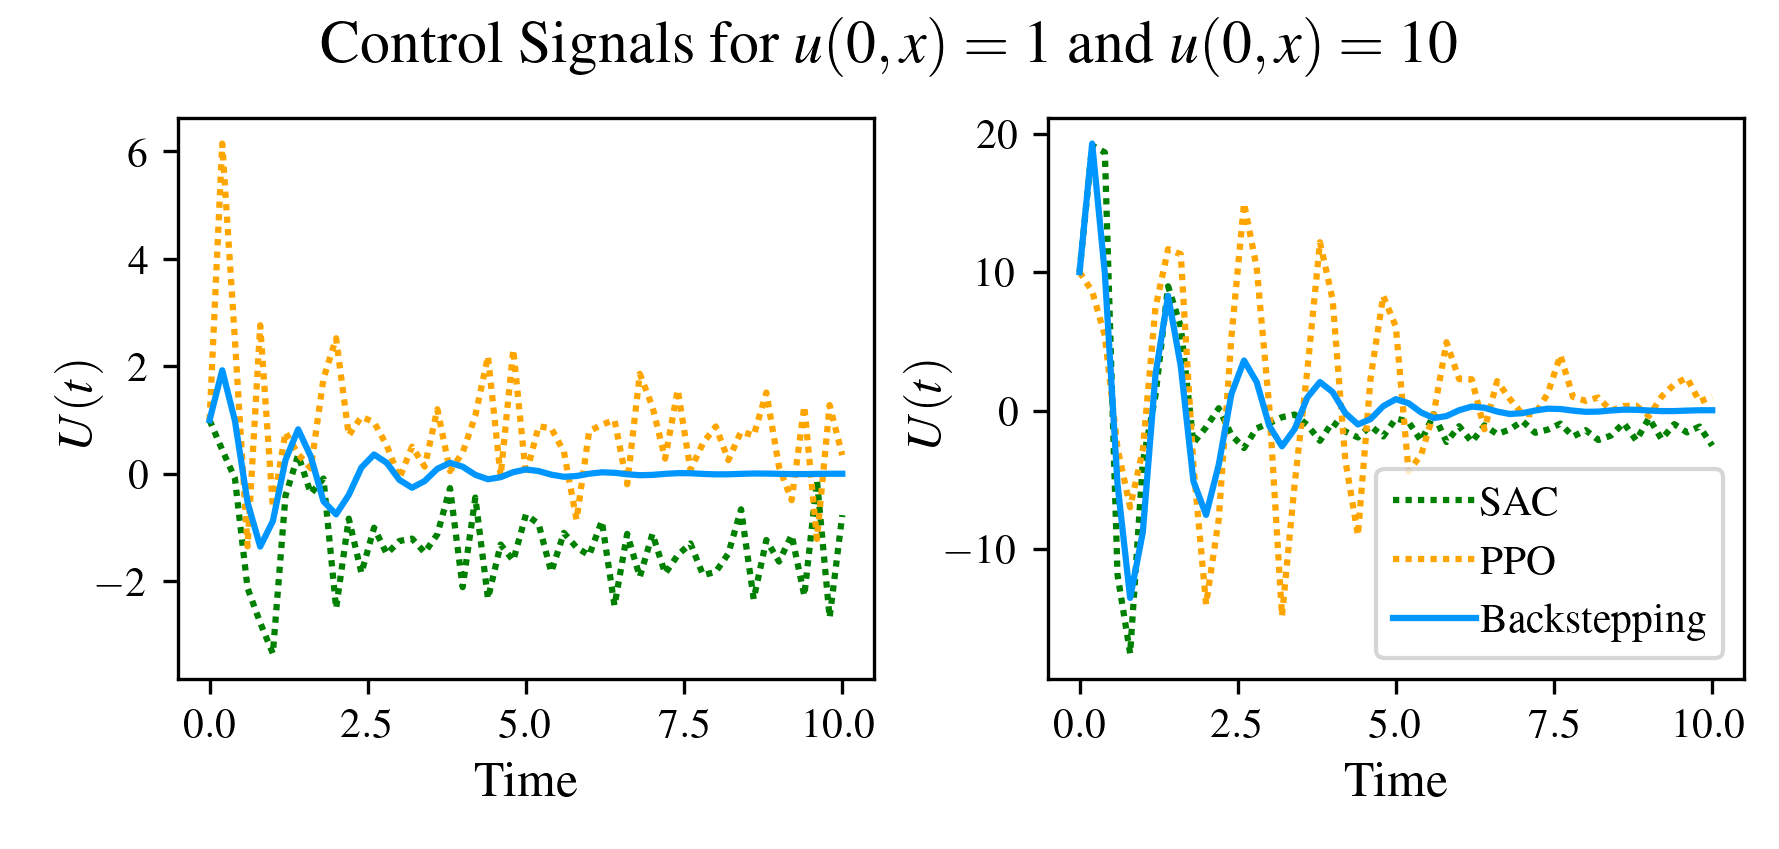 Control Signals for u(0, x) = 1 and u(0, x) = 10
6
4
2
0
−2
U(t)
0.0 2.5 5.0 7.5 10.0
Time
20
10
0
−10
U(t)
SAC
PPO
Backstepping
0.0 2.5 5.0 7.5 10.0
Time